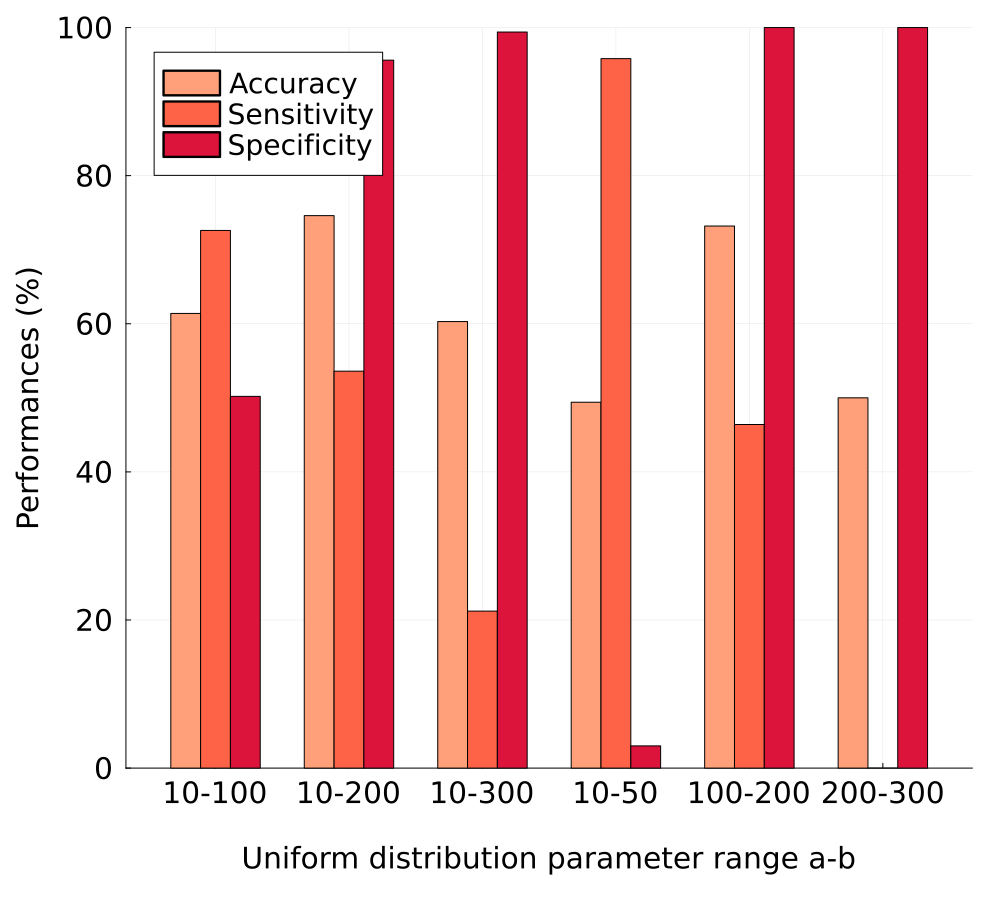 100
80
60
40
20
0
Performances (%)
Accuracy
Sensitivity
Specificity
10-100 10-200 10-300 10-50 100-200 200-300
Uniform distribution parameter range a-b